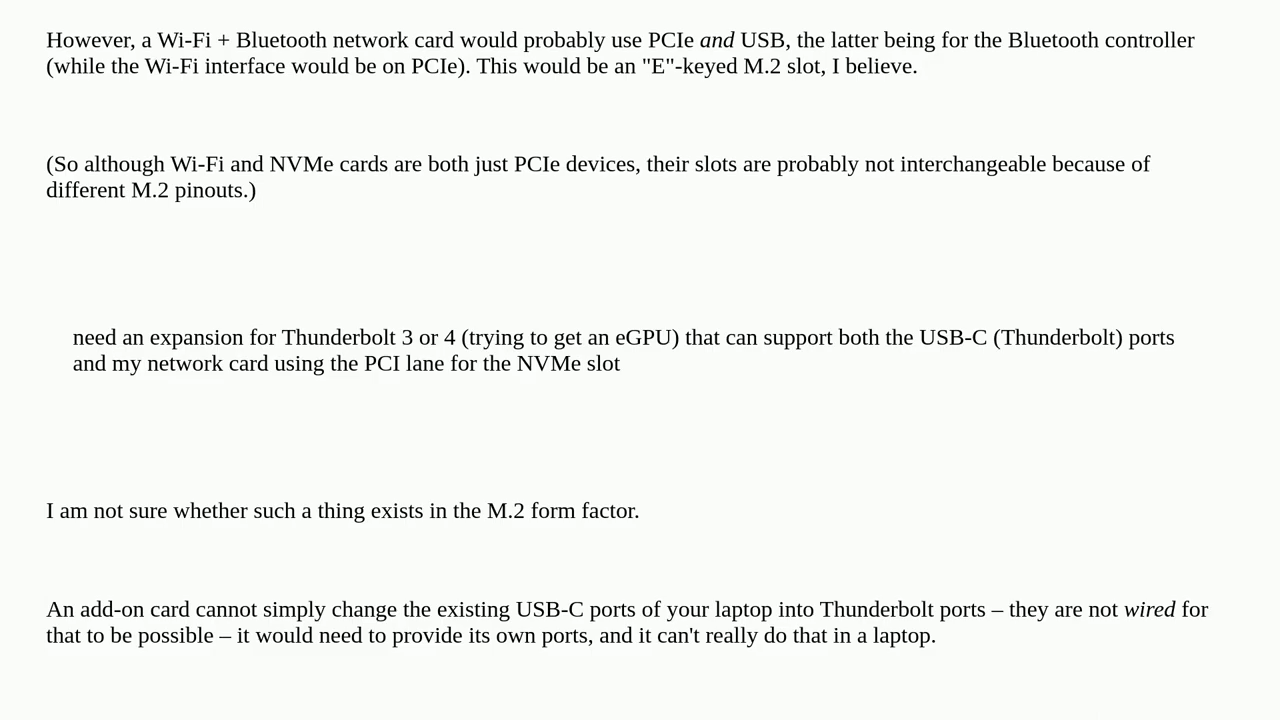 However, a Wi-Fi + Bluetooth network card would probably use PCIe and USB, the latter being for the Bluetooth controller
(while the Wi-Fi interface would be on PCIe). This would be an "E"-keyed M.2 slot, I believe.
(So although Wi-Fi and NVMe cards are both just PCIe devices, their slots are probably not interchangeable because of
different M.2 pinouts.)
need an expansion for Thunderbolt 3 or 4 (trying to get an eGPU) that can support both the USB-C (Thunderbolt) ports
and my network card using the PCI lane for the NVMe slot
I am not sure whether such a thing exists in the M.2 form factor.
An add-on card cannot simply change the existing USB-C ports of your laptop into Thunderbolt ports – they are not wired for
that to be possible – it would need to provide its own ports, and it can't really do that in a laptop.